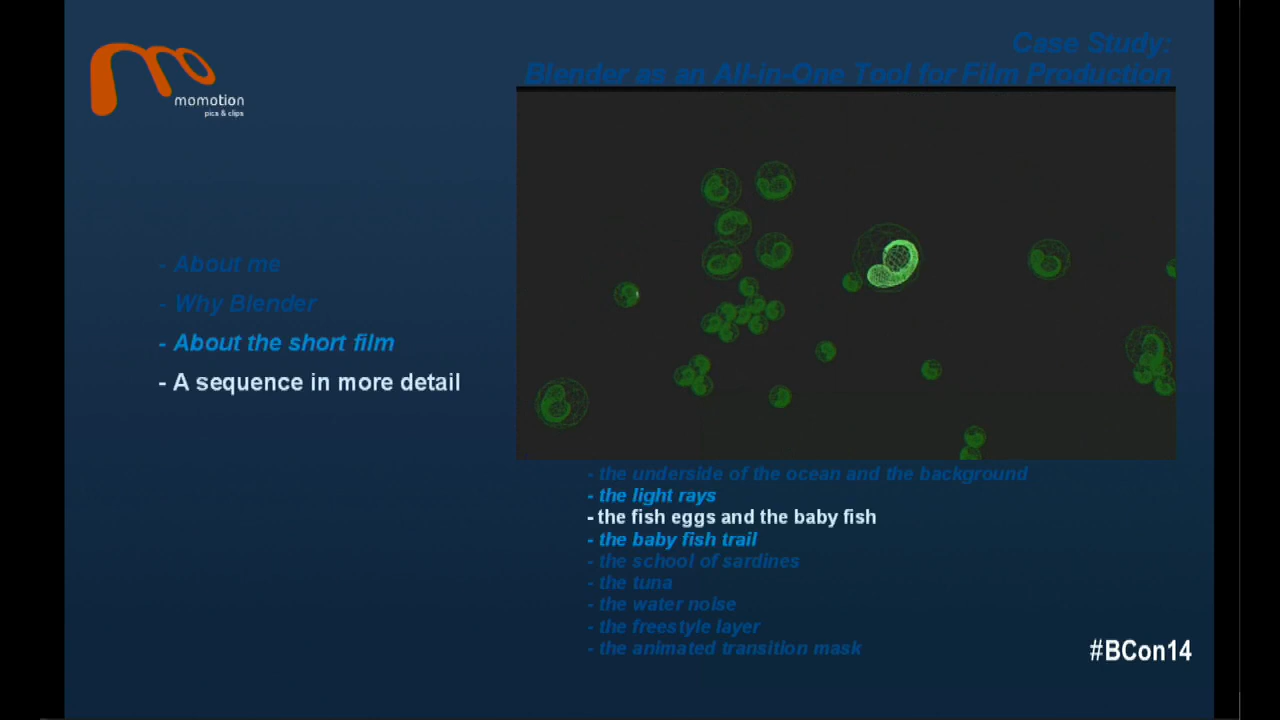 momotion
pics & clips
Case Study:
Blender as an All-in-One Tool for Film Production
- About me
- Why Blender
- About the short film
- A sequence in more detail
- the underside of the ocean and the background
- the light rays
- the fish eggs and the baby fish
- the baby fish trail
- the school of sardines
- the tuna
- the water noise
- the freestyle layer
- the animated transition mask
#BCon14